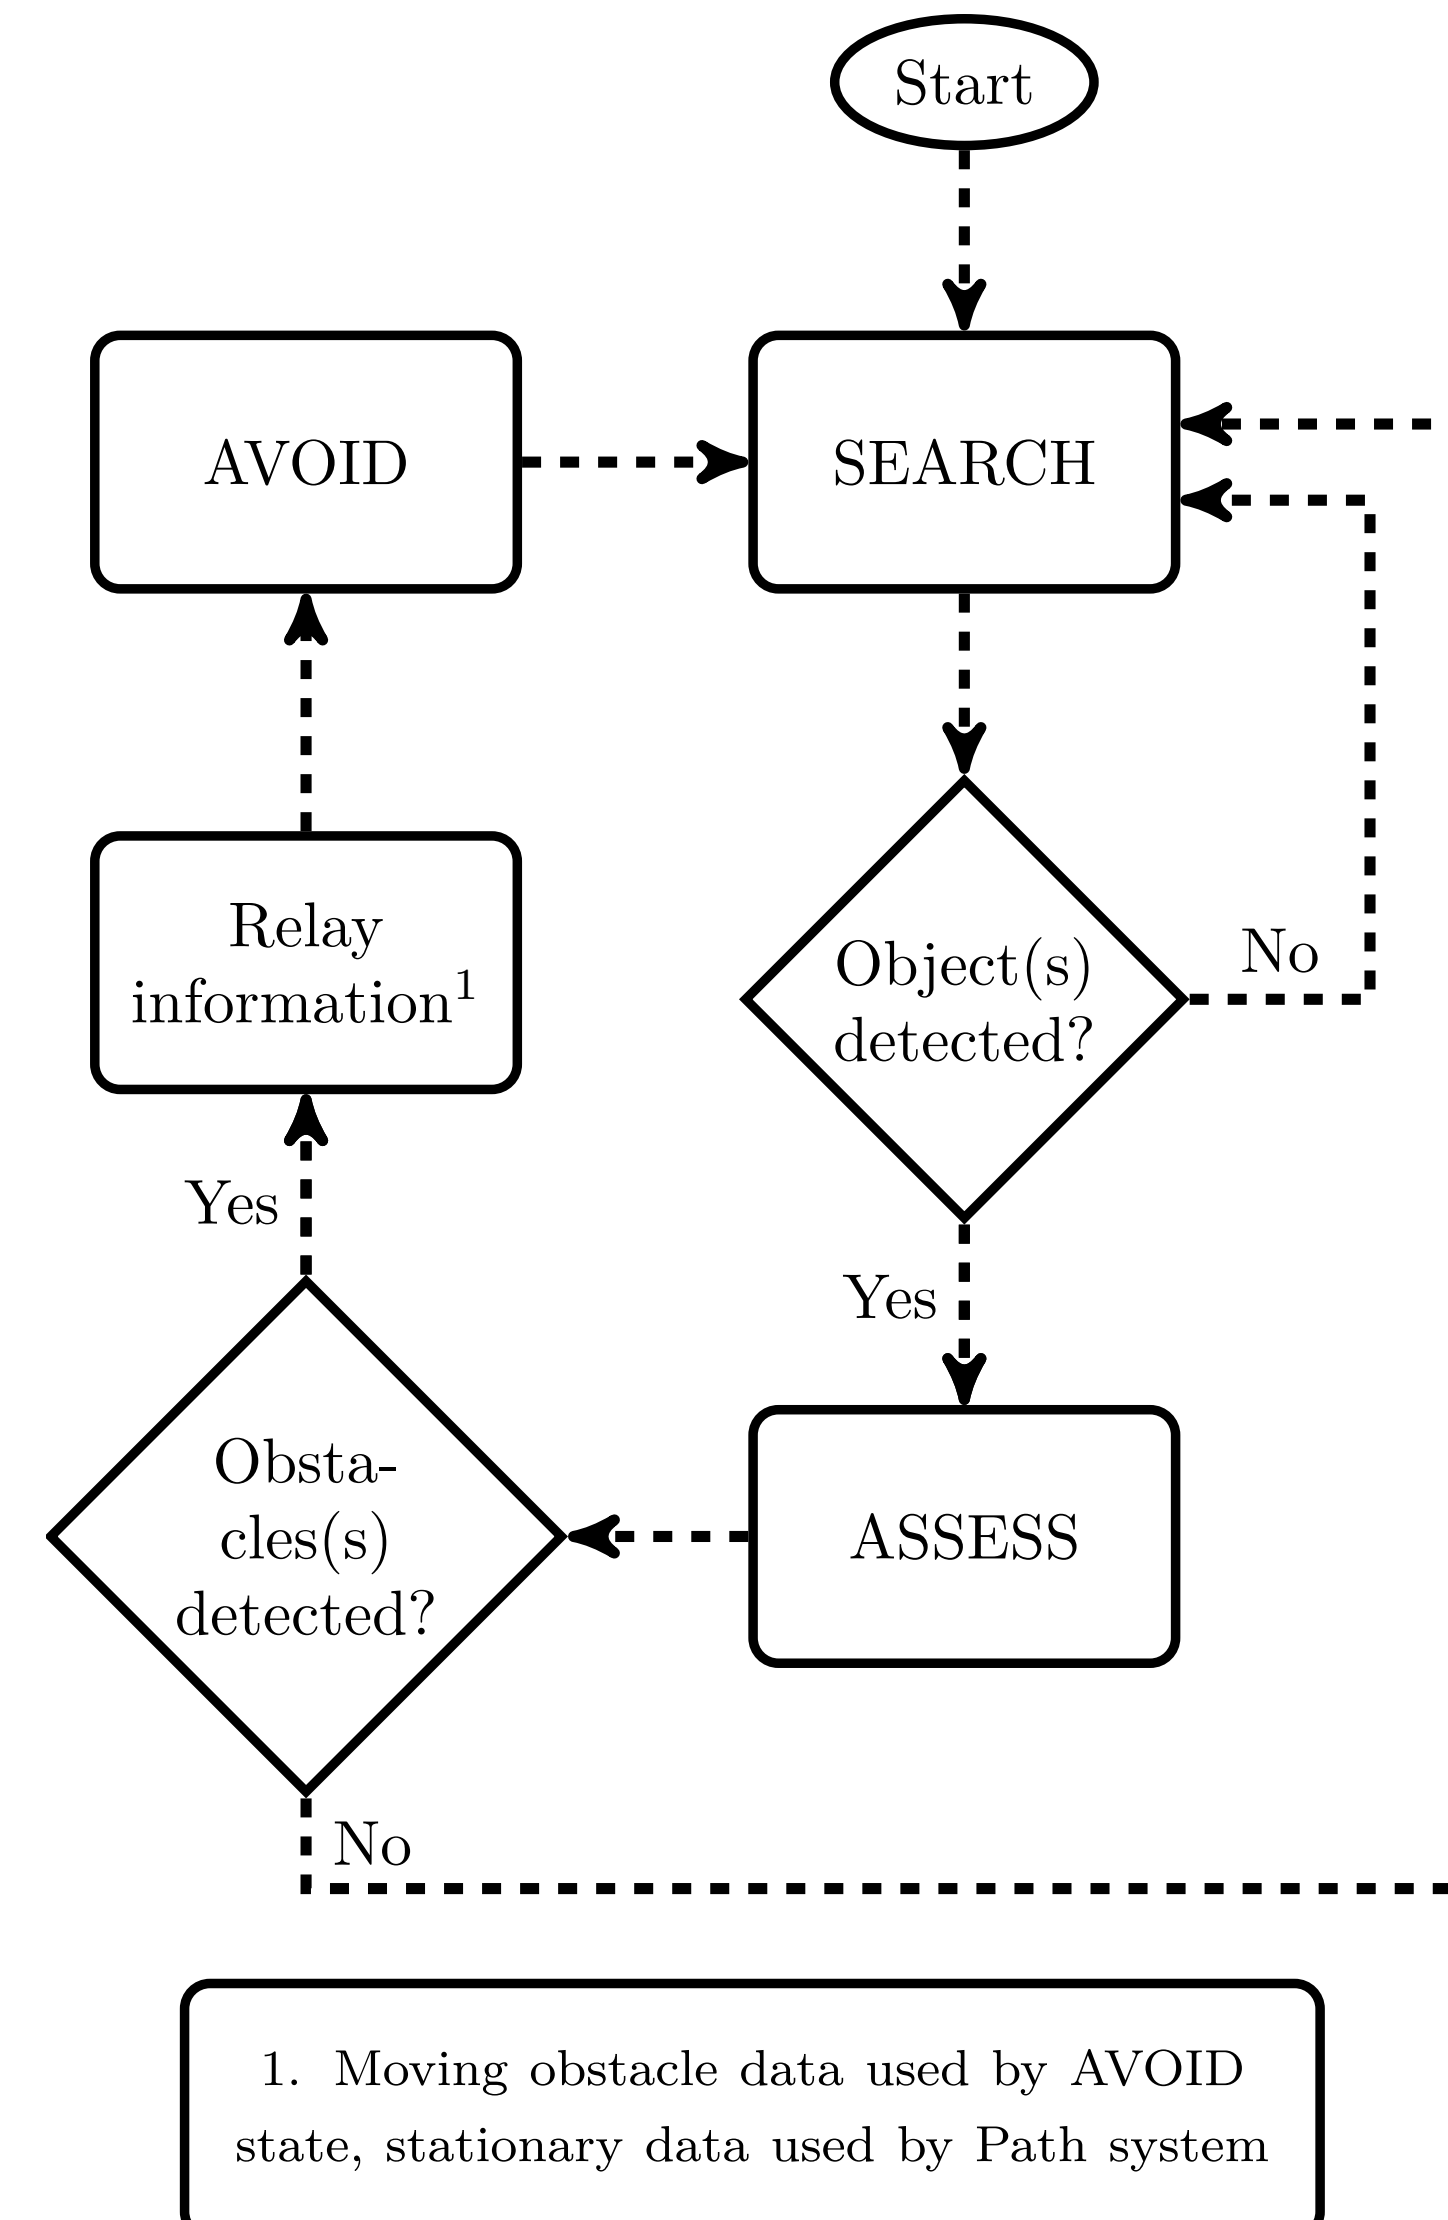 Start
AVOID
SEARCH
Relay
information¹
Object(s)
detected?
No
Yes
Yes
Obsta-
cles(s)
detected?
ASSESS
No
1. Moving obstacle data used by AVOID
state, stationary data used by Path system